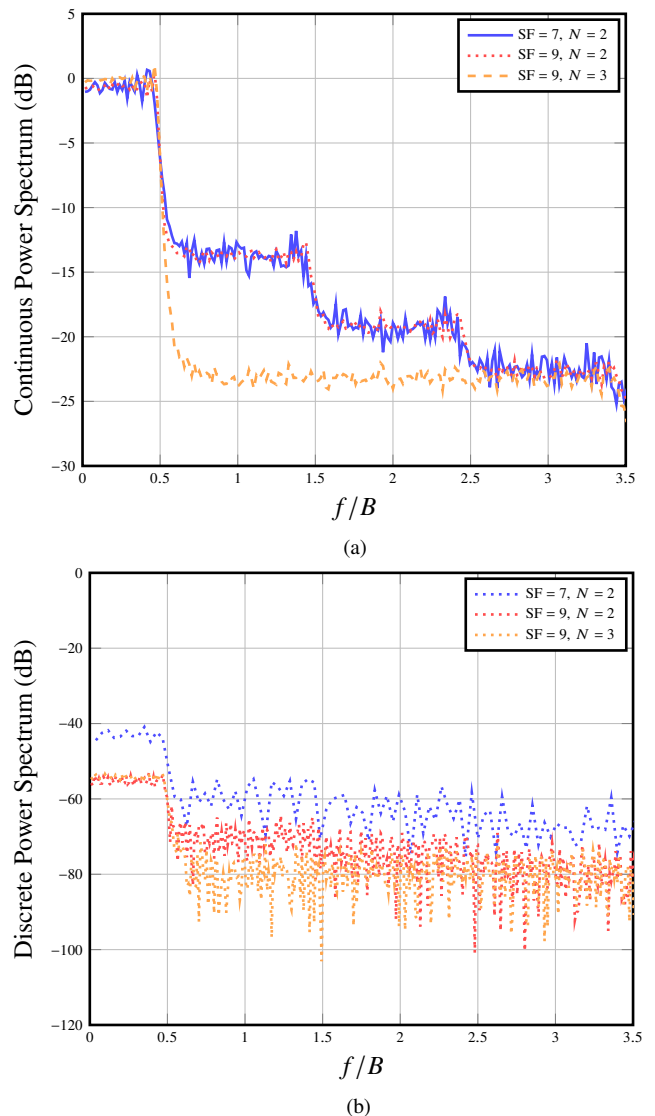 5
0
−5
−10
−15
−20
−25
−30
0
0.5
1
1.5
2
2.5
3
3.5
Continuous Power Spectrum (dB)
f/B
SF = 7, N = 2
SF = 9, N = 2
SF = 9, N = 3
(a)
0
−20
−40
−60
−80
−100
−120
0
0.5
1
1.5
2
2.5
3
3.5
Discrete Power Spectrum (dB)
f/B
SF = 7, N = 2
SF = 9, N = 2
SF = 9, N = 3
(b)